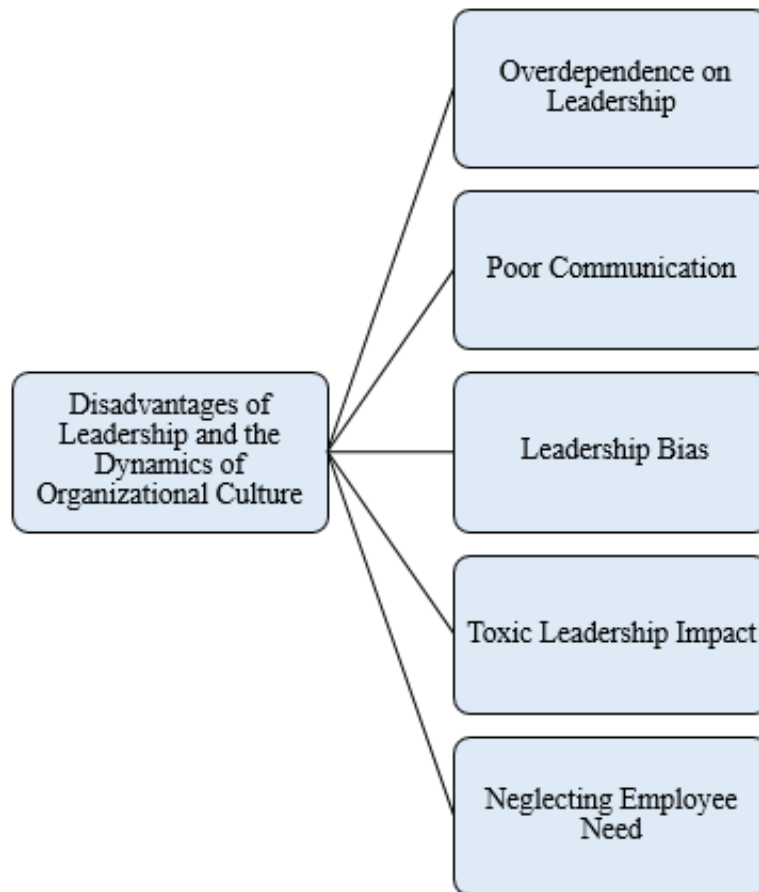 Overdependence on
Leadership
Poor Communication
Disadvantages of
Leadership and the
Dynamics of
Organizational Culture
Leadership Bias
Toxic Leadership Impact
Neglecting Employee
Need